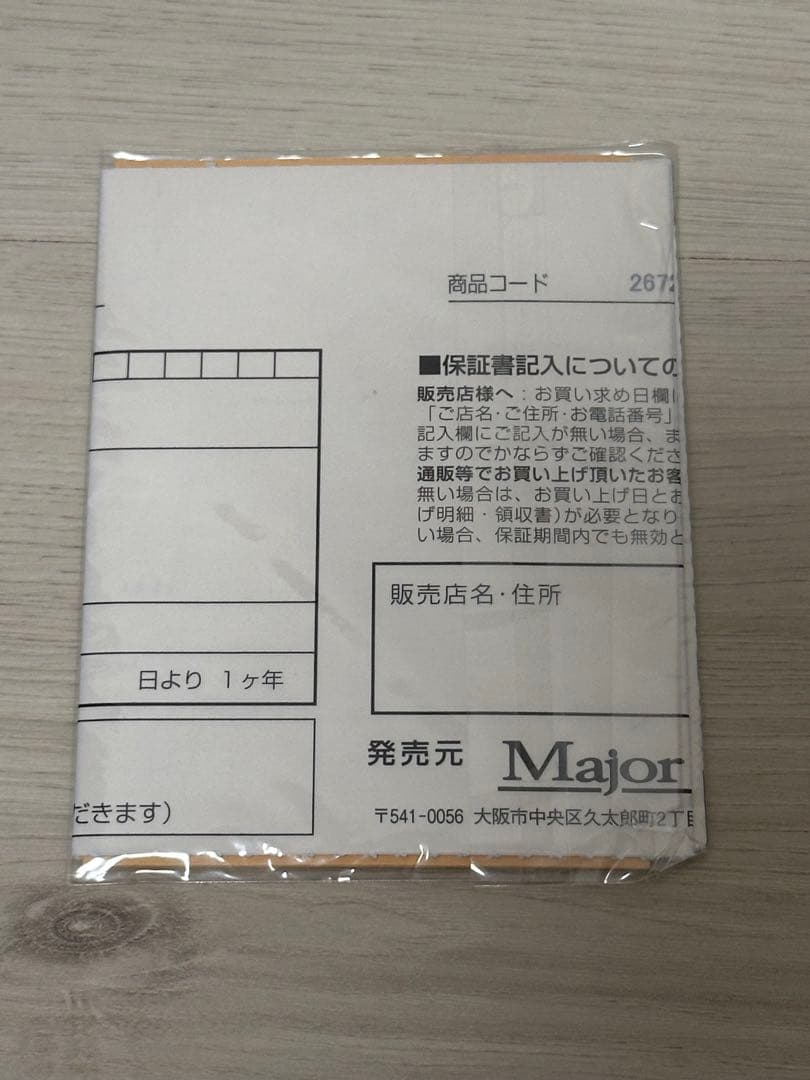 商品コード 2672
■保証書記入についての
販売店様へ：お買い求め日欄に
「ご店名・ご住所・お電話番号」
記入欄にご記入が無い場合、ま
ますのでかならずご確認くださ
通販等でお買い上げ頂いたお客
無い場合は、お買い上げ日とお
げ明細・領収書)が必要となり
い場合、保証期間内でも無効と
販売店名・住所
日より 1ヶ年
発売元 Major
だきます)
〒541-0056 大阪市中央区久太郎町2丁目